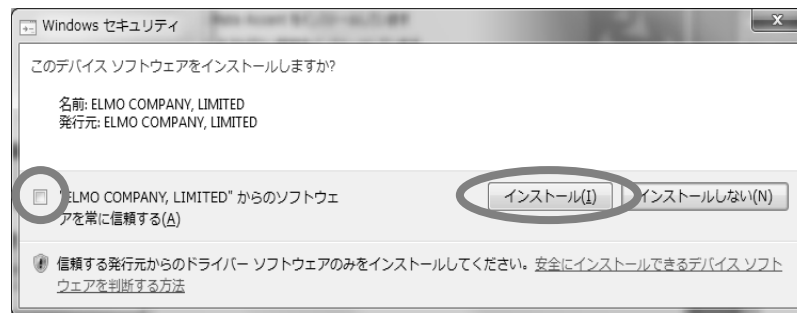 Windows セキュリティ
このデバイス ソフトウェアをインストールしますか?
名前: ELMO COMPANY, LIMITED
発行元: ELMO COMPANY, LIMITED
"ELMO COMPANY, LIMITED" からのソフトウェ
アを常に信頼する(A)
インストール(I)
インストールしない(N)
信頼する発行元からのドライバー ソフトウェアのみをインストールしてください。安全にインストールできるデバイス ソフト
ウェアを判断する方法